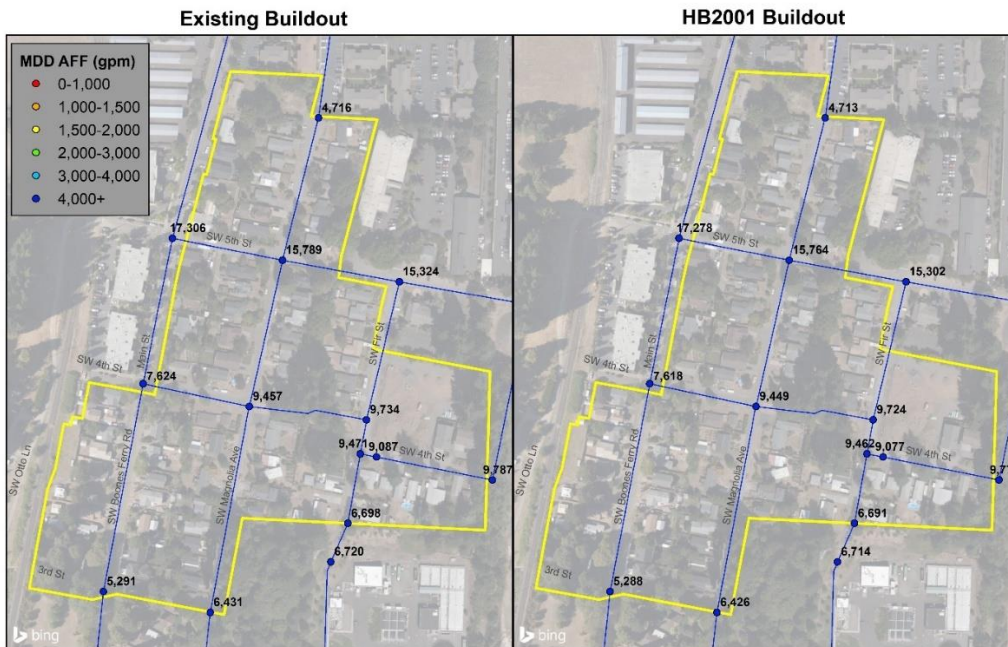 Existing Buildout
HB2001 Buildout
MDD AFF (gpm)
0-1,000
1,000-1,500
1,500-2,000
2,000-3,000
3,000-4,000
4,000+
4,716
17,306
SW 5th St
15,789
15,324
SW Fir St
Main St
SW 4th St
7,624
9,457
9,734
9,471
9,087
SW 4th St
9,787
SW Otto Ln
SW Boones Ferry Rd
SW Magnolia Ave
6,698
6,720
3rd St
5,291
6,431
bing
4,713
17,278
SW 5th St
15,764
15,302
SW Fir St
Main St
SW 4th St
7,618
9,449
9,724
9,462
9,077
SW 4th St
SW Otto Ln
SW Boones Ferry Rd
SW Magnolia Ave
6,691
6,714
3rd St
5,288
6,426
bing